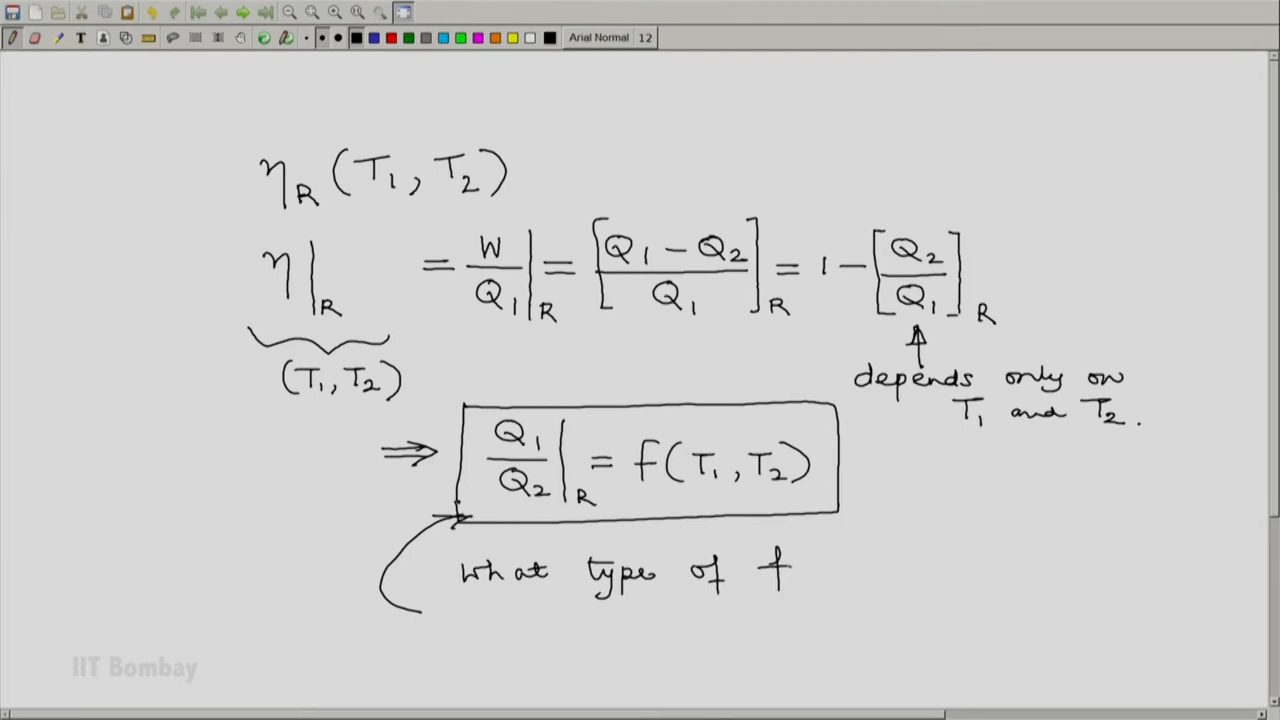 Arial Normal 12
η_R (T₁, T₂)
η|_R = W/Q₁|_R = [Q₁ − Q₂ / Q₁]_R = 1 − [Q₂/Q₁]_R
(T₁, T₂)
depends only on
T₁ and T₂.
⇒ Q₁/Q₂|_R = f(T₁, T₂)
what type of f
IIT Bombay